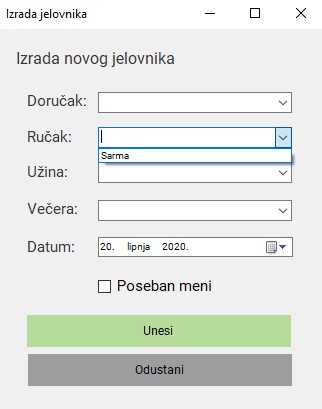 Izrada jelovnika
Izrada novog jelovnika
Doručak:
Ručak:
Sarma
Užina:
Večera:
Datum: 20. lipnja 2020.
Poseban meni
Unesi
Odustani